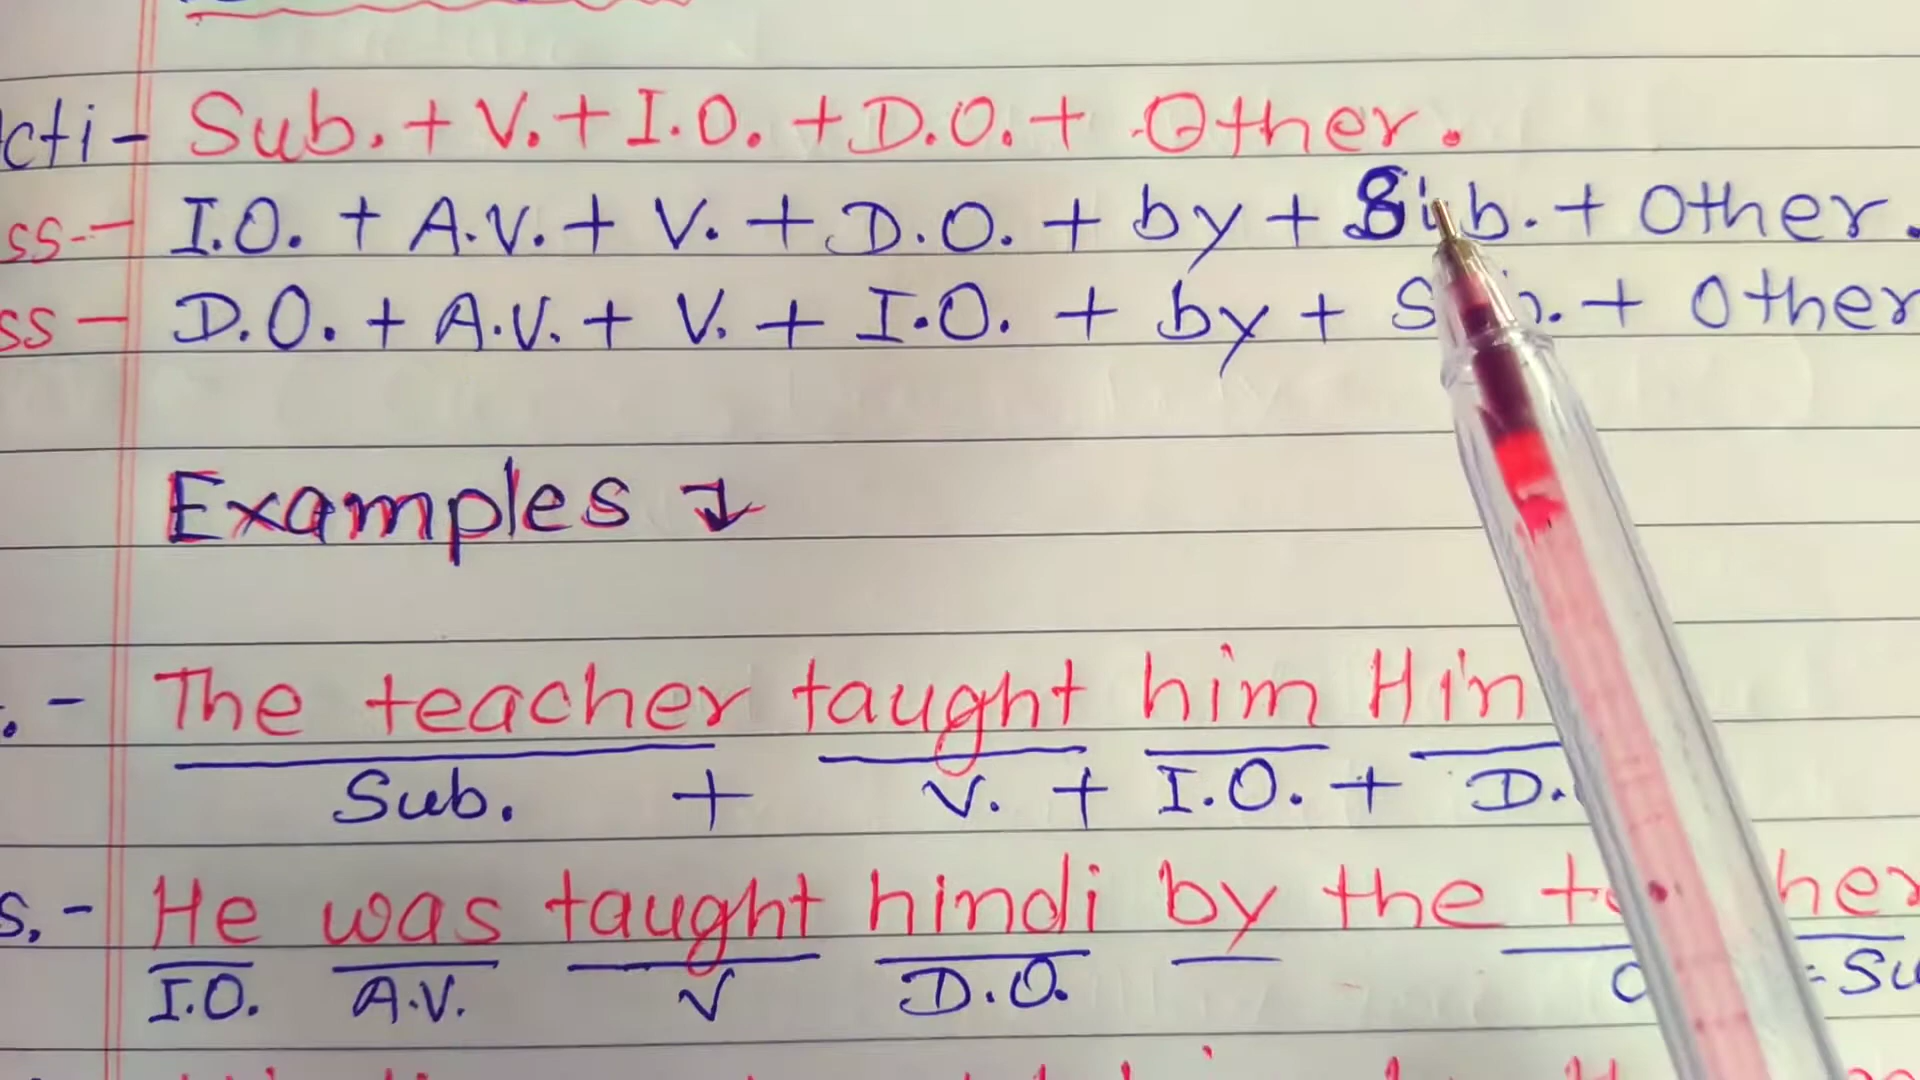 cti - Sub. + V. + I.O. + D.O. + Other.
ss. - I.O. + A.V. + V. + D.O. + by + Sub. + Other.
ss - D.O. + A.V. + V. + I.O. + by + + Other
Examples
. - The teacher taught him
Sub. + V. + I.O. + D.
s. - He was taught hindi by the
I.O. A.V. V D.O.